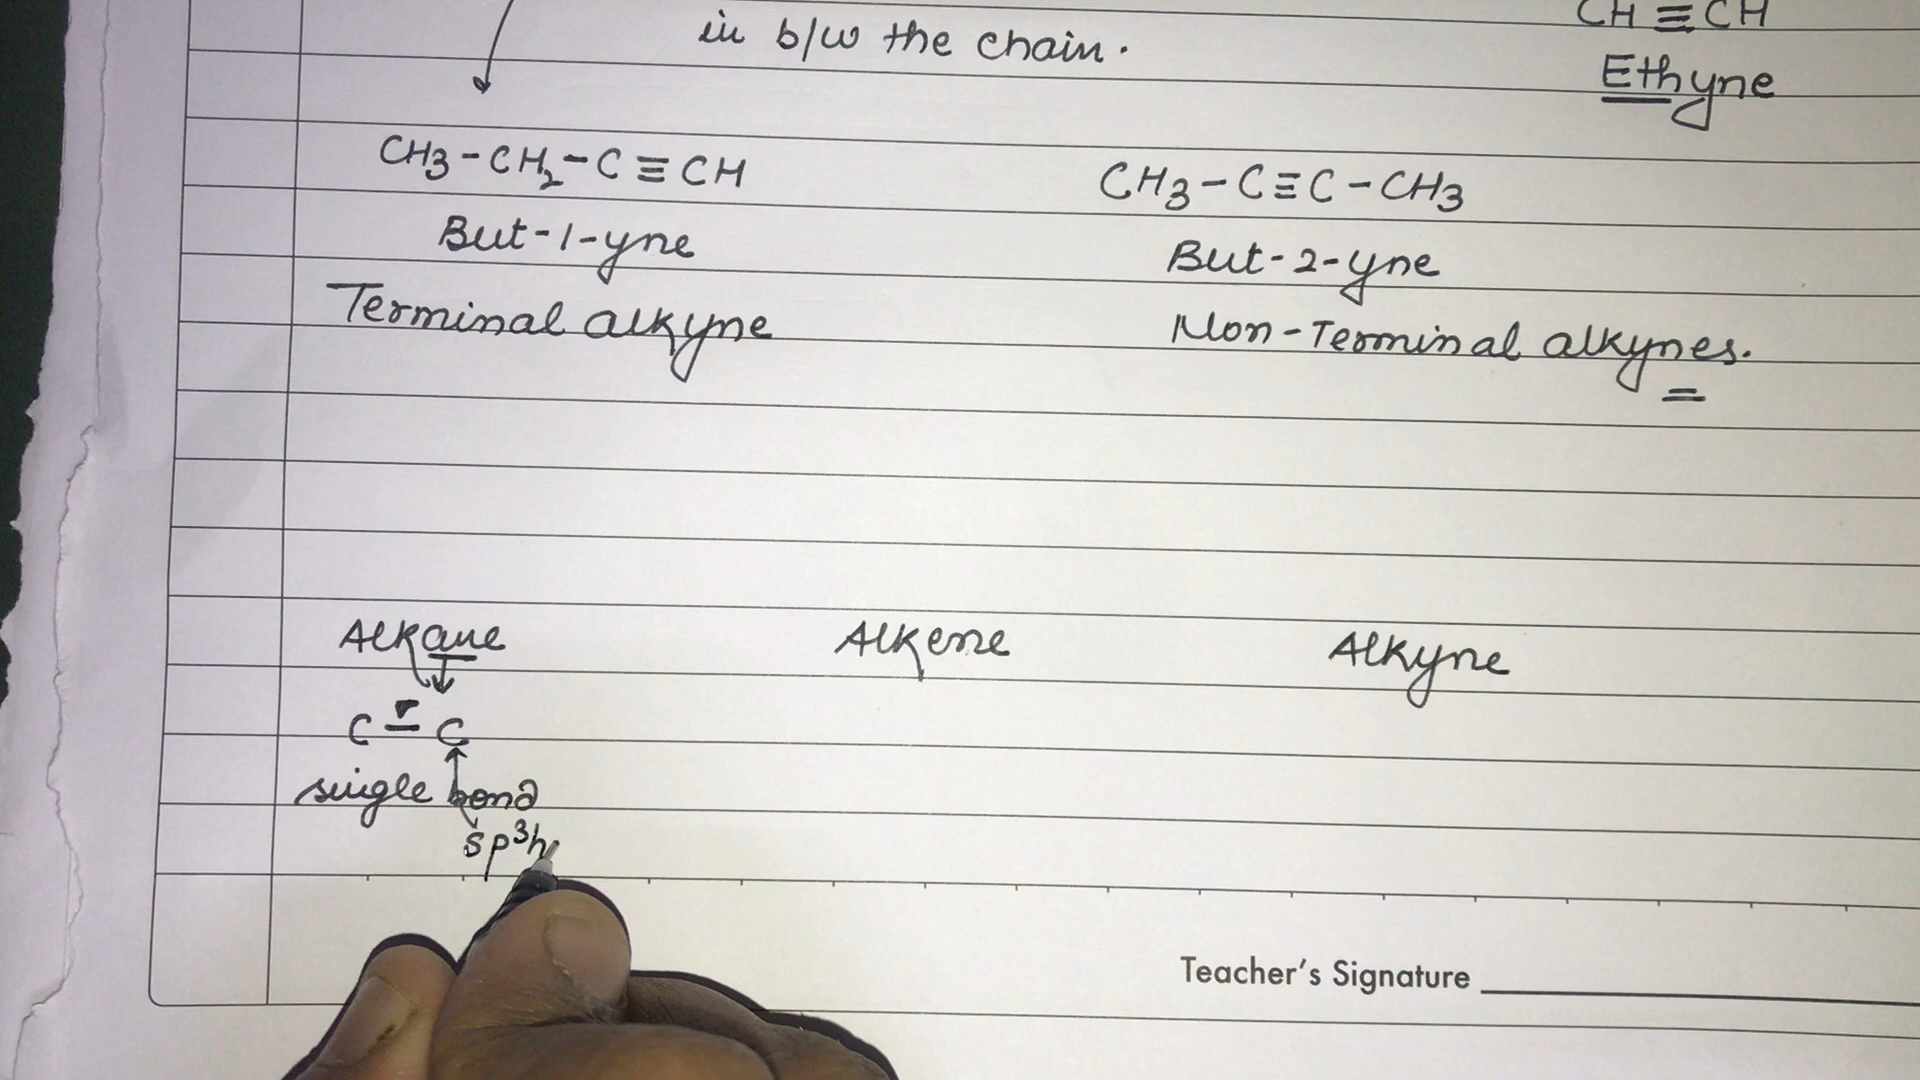 CH ≡ CH
in b/w the chain.
Ethyne
CH3-CH2-C≡CH
CH3-C≡C-CH3
But-1-yne
But-2-yne
Terminal alkyne
Non-Terminal alkynes.
Alkane
Alkene
Alkyne
C - C
single bond
sp³h
Teacher's Signature